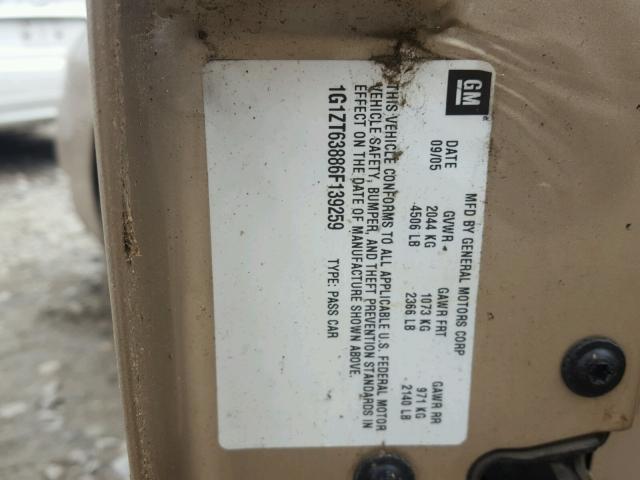 GM
MFD BY GENERAL MOTORS CORP
DATE GVWR GAWR FRT GAWR RR
09/05 2044 KG 1073 KG 971 KG
4506 LB 2366 LB 2140 LB
THIS VEHICLE CONFORMS TO ALL APPLICABLE U.S. FEDERAL MOTOR
VEHICLE SAFETY, BUMPER, AND THEFT PREVENTION STANDARDS IN
EFFECT ON THE DATE OF MANUFACTURE SHOWN ABOVE.
1G1ZT63886F139259 TYPE: PASS CAR